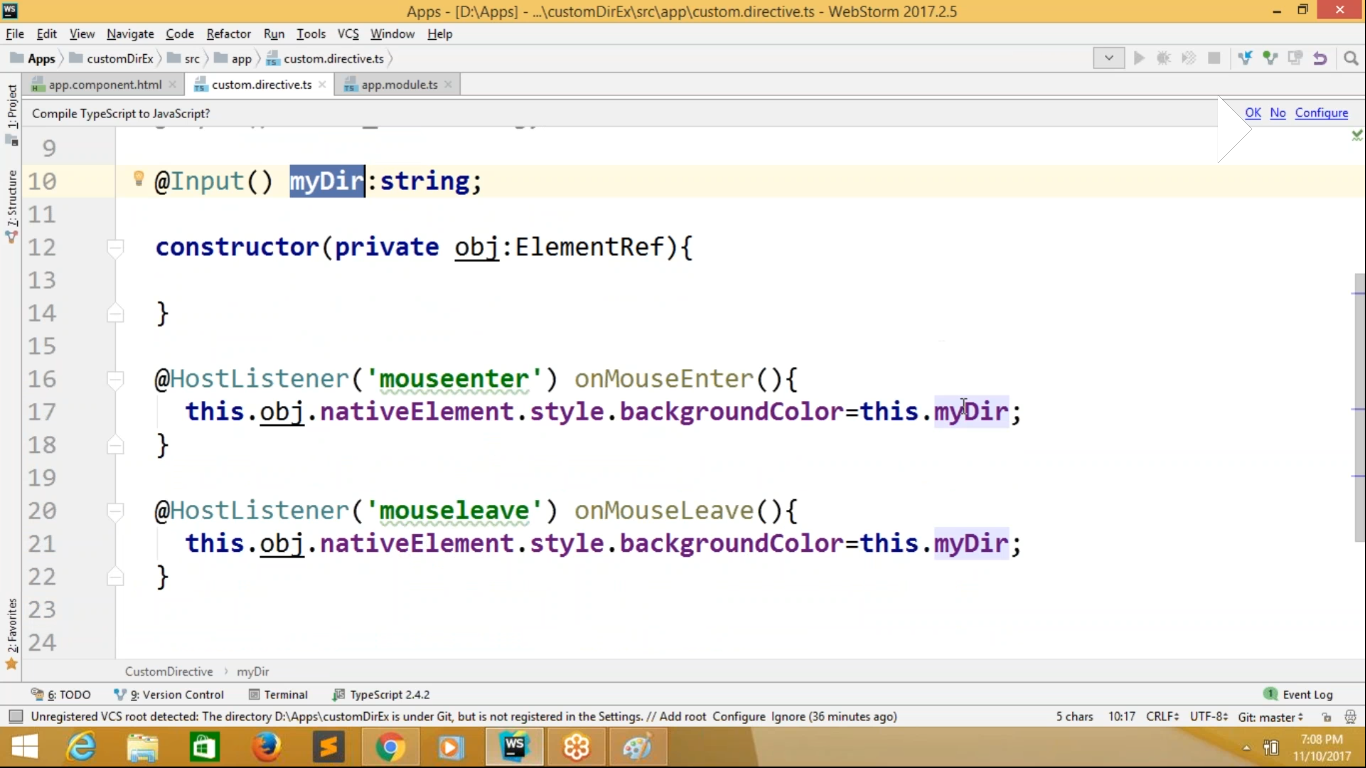 Apps - [D:\Apps] - ...\customDirEx\src\app\custom.directive.ts - WebStorm 2017.2.5
File Edit View Navigate Code Refactor Run Tools VCS Window Help
Apps customDirEx src app custom.directive.ts
app.component.html custom.directive.ts app.module.ts
Compile TypeScript to JavaScript? OK No Configure
1: Project
7: Structure
2: Favorites
9
10 @Input() myDir:string;
11
12 constructor(private obj:ElementRef){
13
14 }
15
16 @HostListener('mouseenter') onMouseEnter(){
17 this.obj.nativeElement.style.backgroundColor=this.myDir;
18 }
19
20 @HostListener('mouseleave') onMouseLeave(){
21 this.obj.nativeElement.style.backgroundColor=this.myDir;
22 }
23
24
CustomDirective › myDir
6: TODO 9: Version Control Terminal TypeScript 2.4.2 1 Event Log
Unregistered VCS root detected: The directory D:\Apps\customDirEx is under Git, but is not registered in the Settings. // Add root Configure Ignore (36 minutes ago) 5 chars 10:17 CRLF UTF-8 Git: master
WS
7:08 PM
11/10/2017